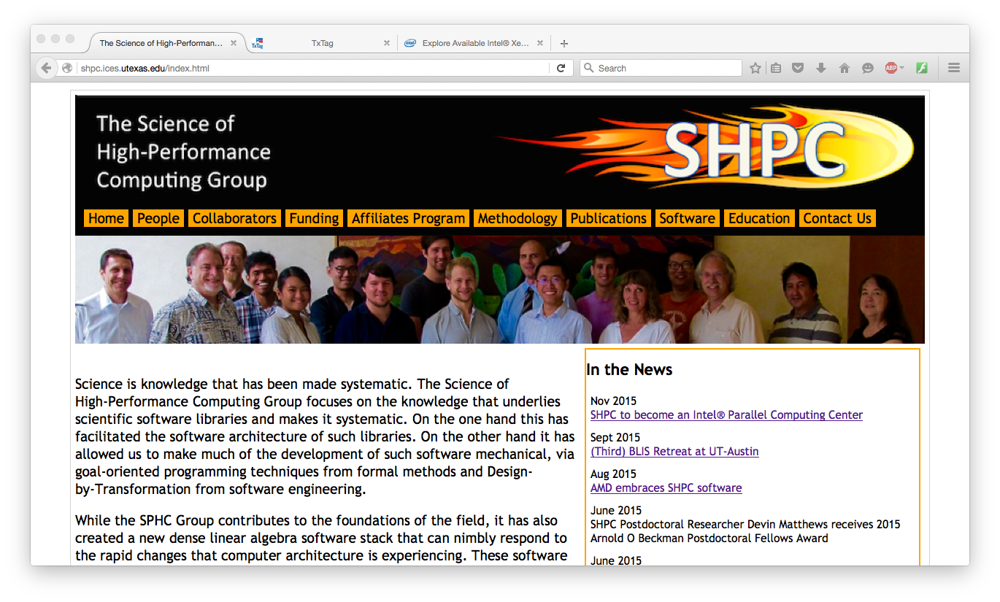 The Science of High-Performan...
TxTag
TxTag
intel
Explore Available Intel® Xe...
shpc.ices.utexas.edu/index.html
Search
ABP
The Science of
High-Performance
Computing Group
SHPC
Home People Collaborators Funding Affiliates Program Methodology Publications Software Education Contact Us
Science is knowledge that has been made systematic. The Science of
High-Performance Computing Group focuses on the knowledge that underlies
scientific software libraries and makes it systematic. On the one hand this has
facilitated the software architecture of such libraries. On the other hand it has
allowed us to make much of the development of such software mechanical, via
goal-oriented programming techniques from formal methods and Design-
by-Transformation from software engineering.
While the SPHC Group contributes to the foundations of the field, it has also
created a new dense linear algebra software stack that can nimbly respond to
the rapid changes that computer architecture is experiencing. These software
In the News
Nov 2015
SHPC to become an Intel® Parallel Computing Center
Sept 2015
(Third) BLIS Retreat at UT-Austin
Aug 2015
AMD embraces SHPC software
June 2015
SHPC Postdoctoral Researcher Devin Matthews receives 2015
Arnold O Beckman Postdoctoral Fellows Award
June 2015